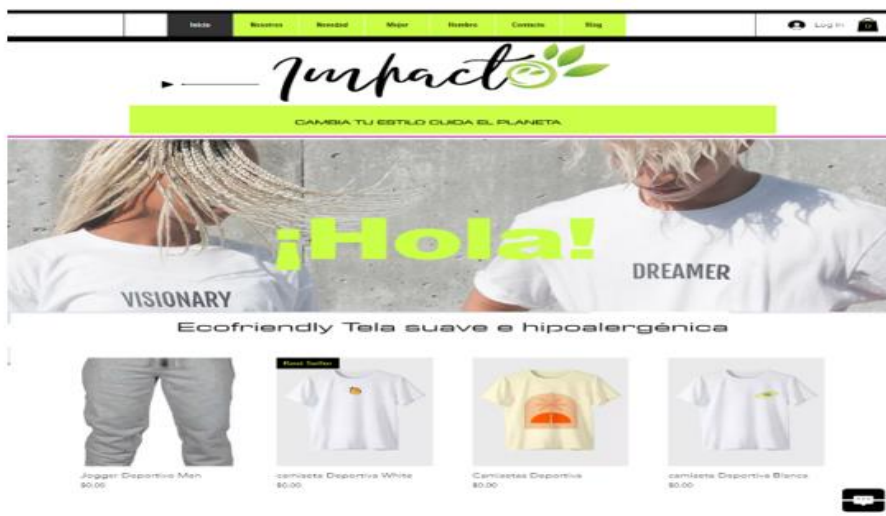 Inicio Nosotros Novedad Mujer Hombre Contacto Blog
Log In
Impacto
CAMBIA TU ESTILO CUIDA EL PLANETA
¡Hola!
VISIONARY
DREAMER
Ecofriendly Tela suave e hipoalergénica
Jogger Deportivo Men
$0.00
camiseta Deportiva White
$0.00
Camisetas Deportiva
$0.00
camiseta Deportiva Blanca
$0.00